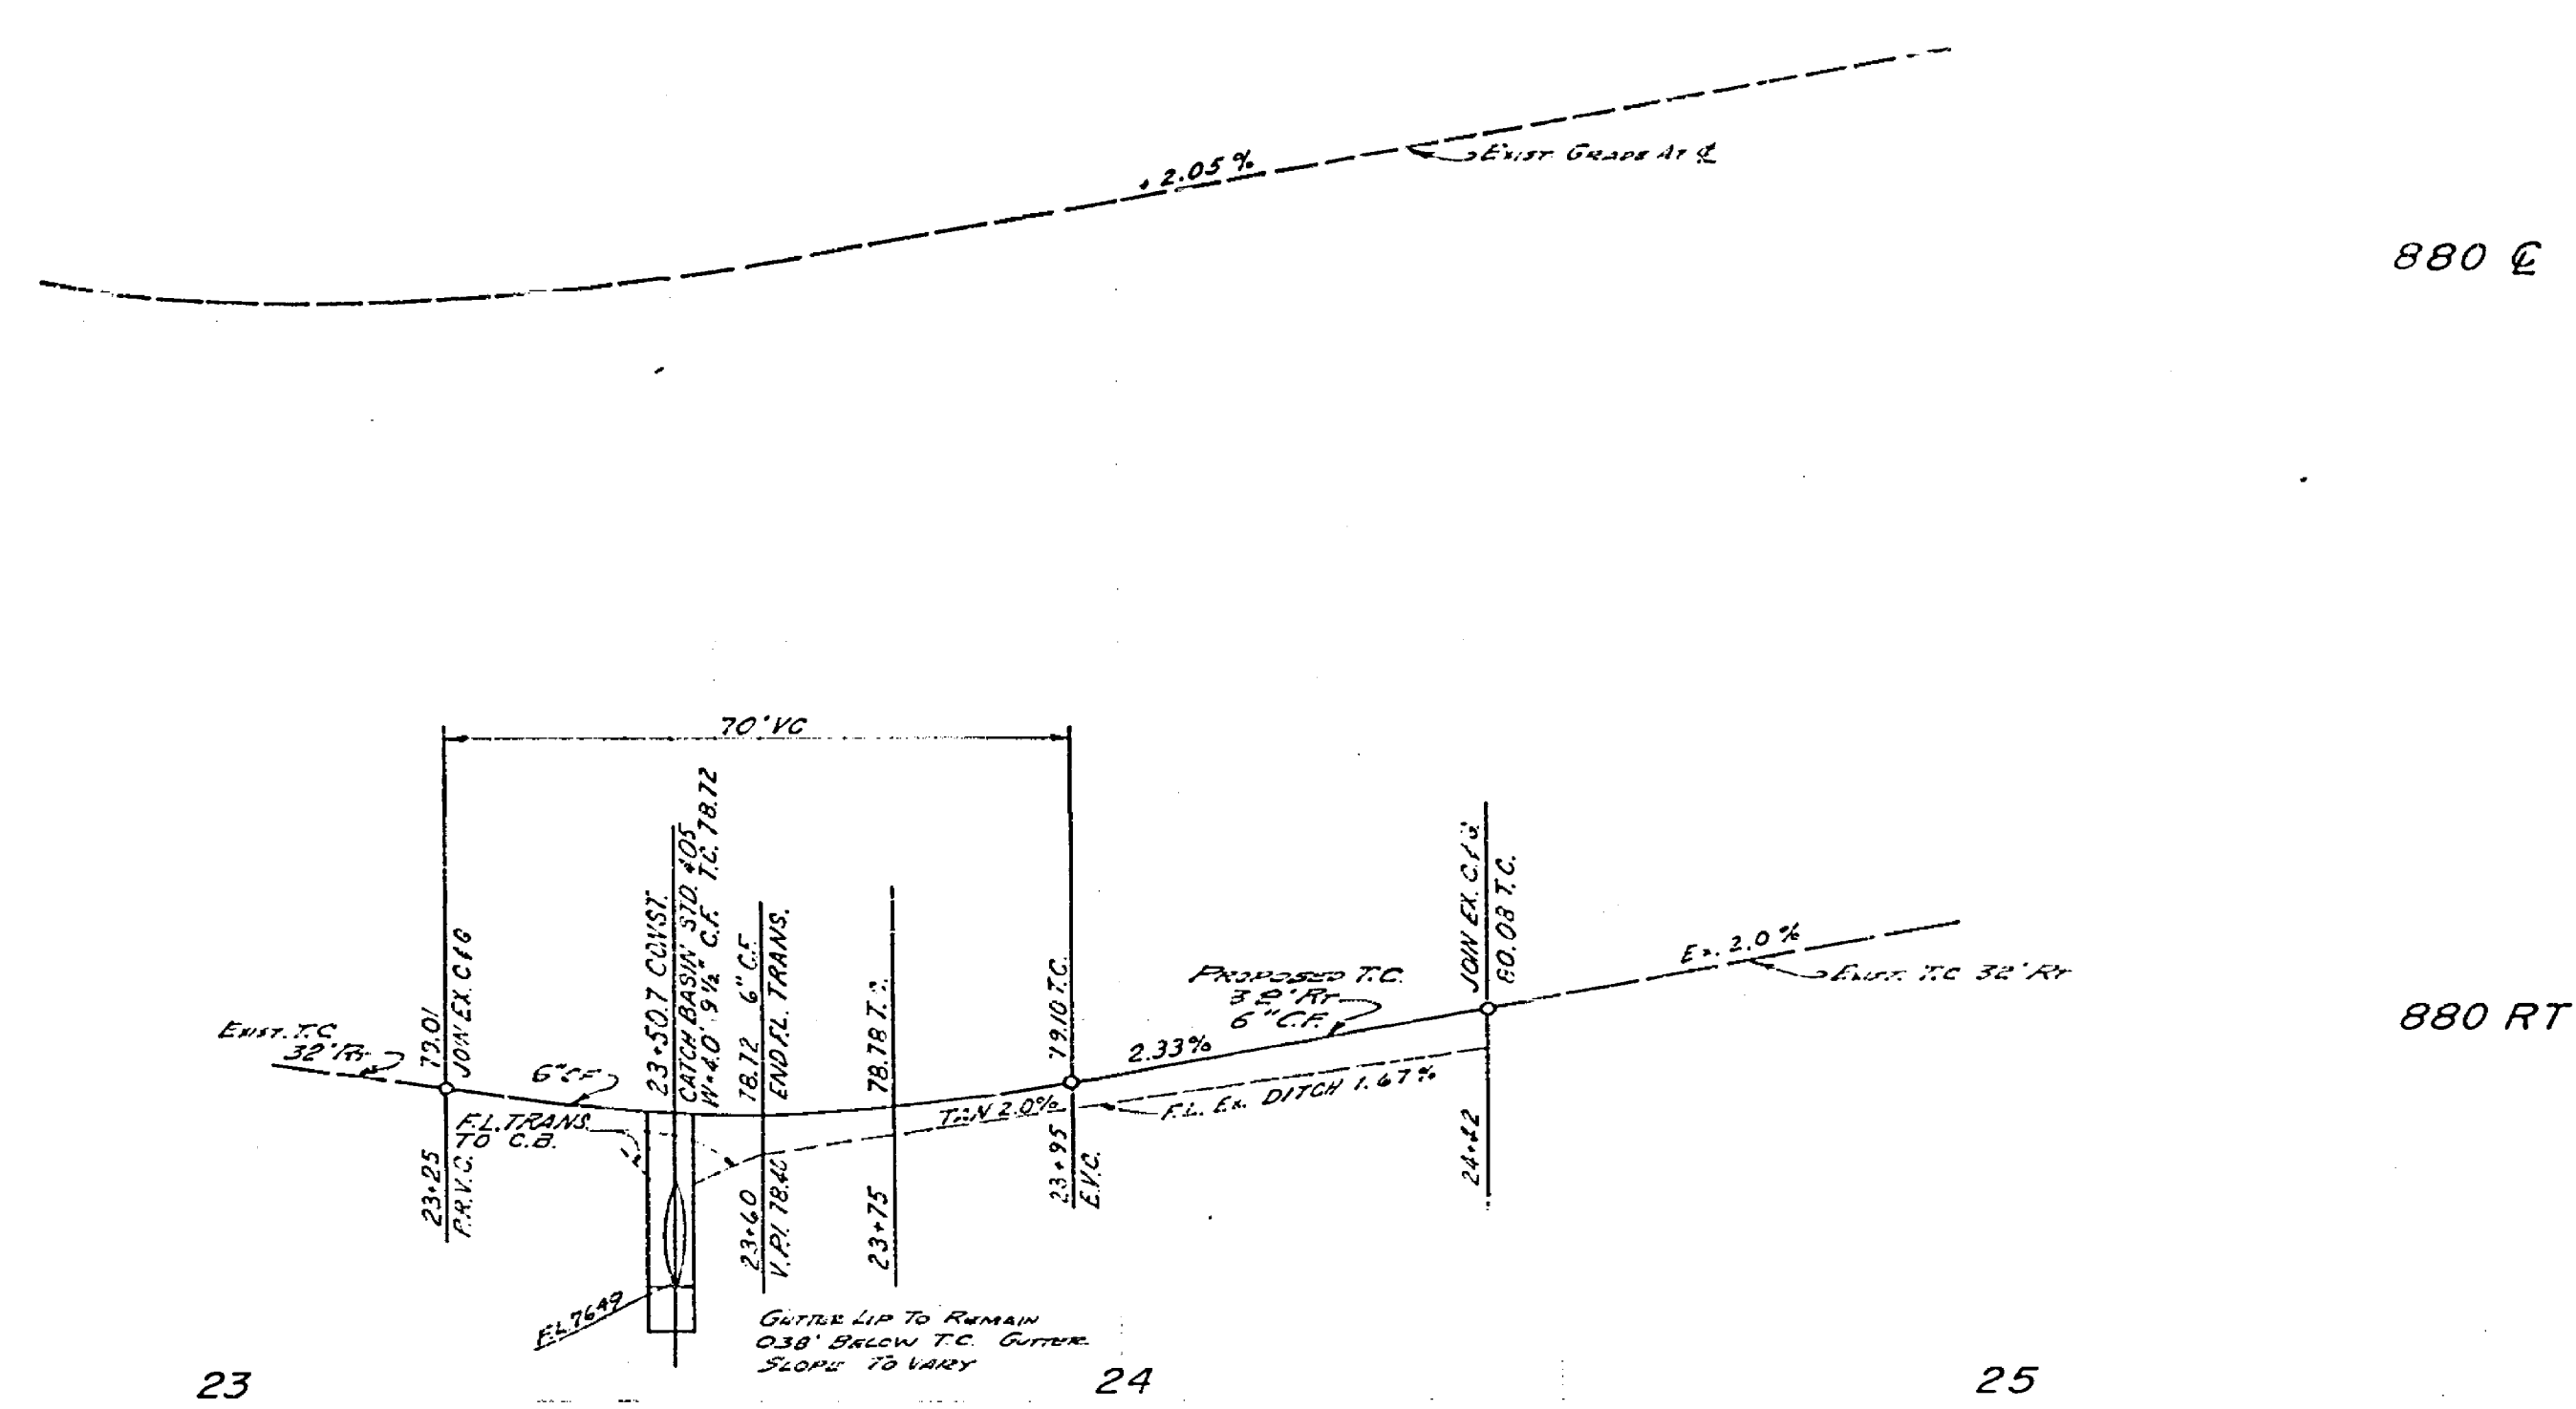 +2.05%
EXIST. GRADE AT ℄
880 ℄
70' VC
79.01
JOIN EX. C&G
23+50.7 CONST.
CATCH BASIN STD. 405
W=4.0' 9½" C.F. T.C. 78.72
78.72 6" C.F.
END F.L. TRANS.
78.78 T.C.
79.10 T.C.
JOIN EX. C&G
80.08 T.C.
EXIST. T.C.
32' RT
6" CF
PROPOSED T.C.
32' RT
6" C.F.
2.33%
EX. 2.0%
EXIST. T.C 32' RT
880 RT
F.L. TRANS.
TO C.B.
TAN 2.0%
F.L. EX. DITCH 1.67%
23+25
P.R.V.C.
23+60
V.P.I. 78.40
23+75
23+95
E.V.C.
24+
F.L. 76.49
GUTTER LIP TO REMAIN
0.38' BELOW T.C. GUTTER
SLOPE TO VARY
23
24
25